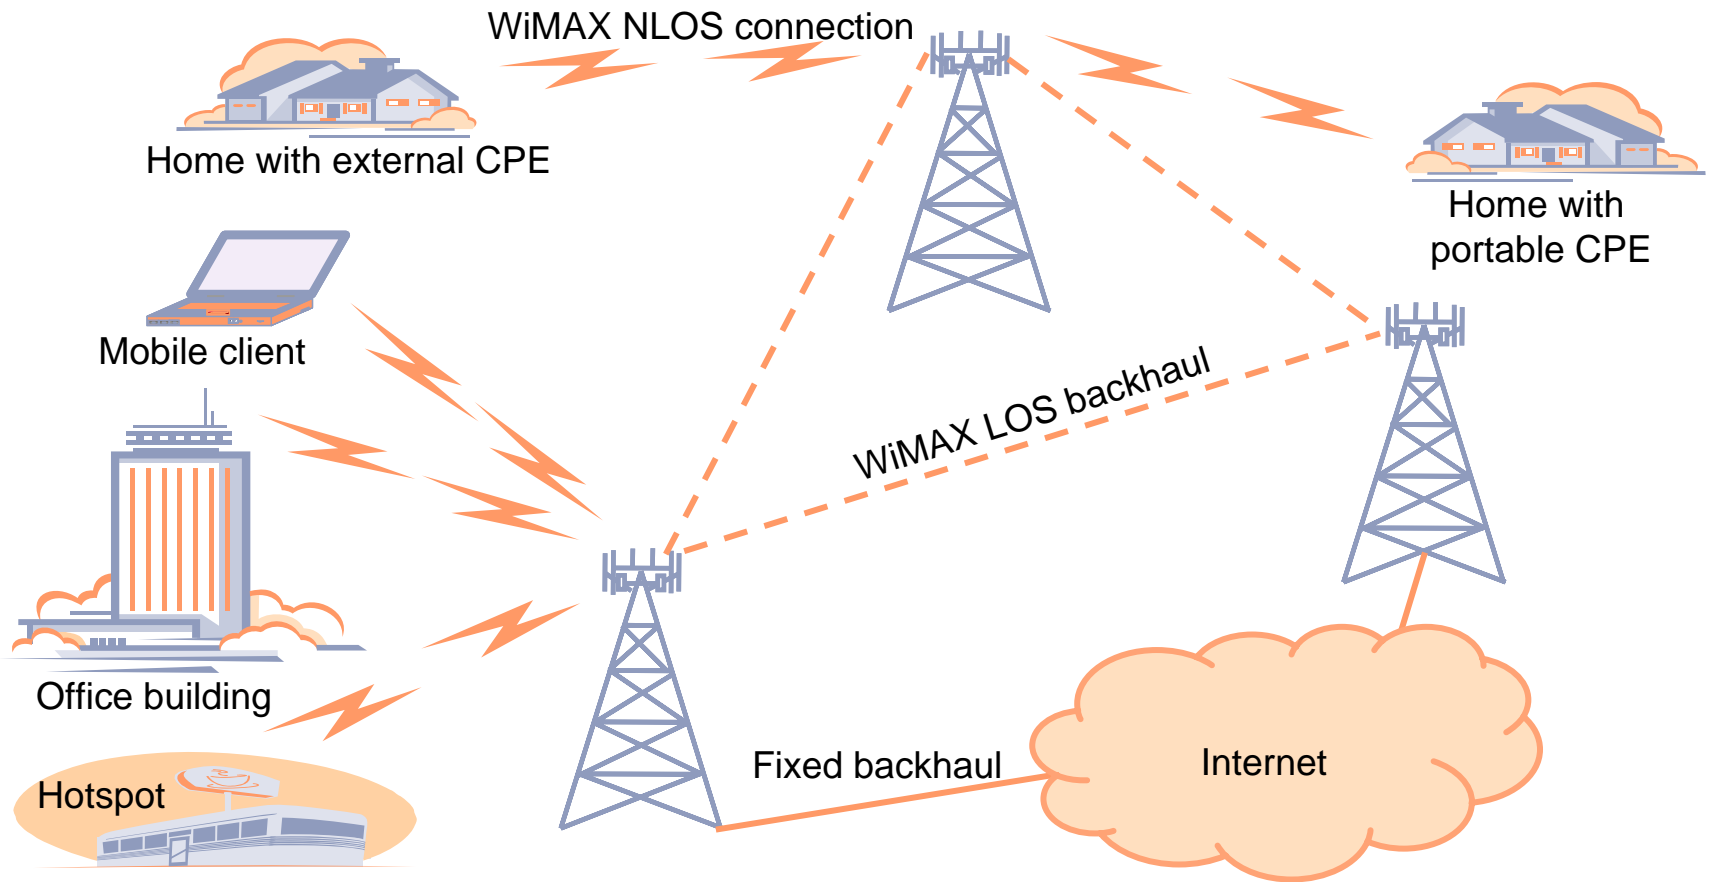 WiMAX NLOS connection
Home with external CPE
Home with
portable CPE
Mobile client
WiMAX LOS backhaul
Office building
Fixed backhaul
Internet
Hotspot